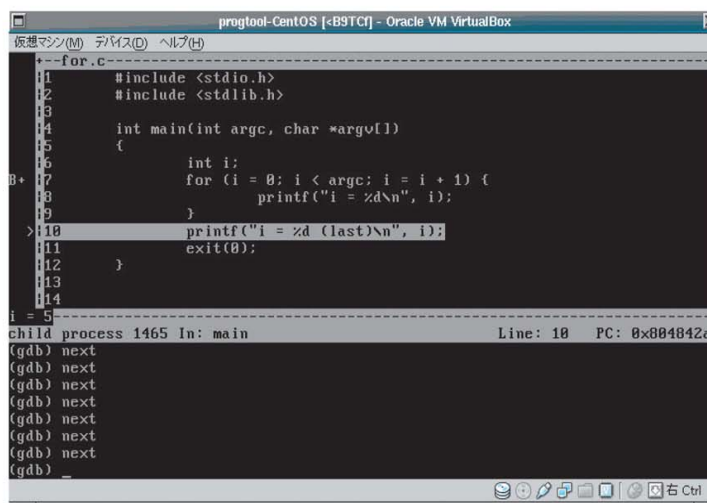 progtool-CentOS [<B9TCf] - Oracle VM VirtualBox
仮想マシン(M) デバイス(D) ヘルプ(H)
+--for.c--
1 #include <stdio.h>
2 #include <stdlib.h>
3
4 int main(int argc, char *argv[])
5 {
6 int i;
B+ 7 for (i = 0; i < argc; i = i + 1) {
8 printf("i = %d\n", i);
9 }
>10 printf("i = %d (last)\n", i);
11 exit(0);
12 }
13
14
i = 5
child process 1465 In: main Line: 10 PC: 0x804842a
(gdb) next
(gdb) next
(gdb) next
(gdb) next
(gdb) next
(gdb) next
(gdb) next
(gdb) _
右 Ctrl